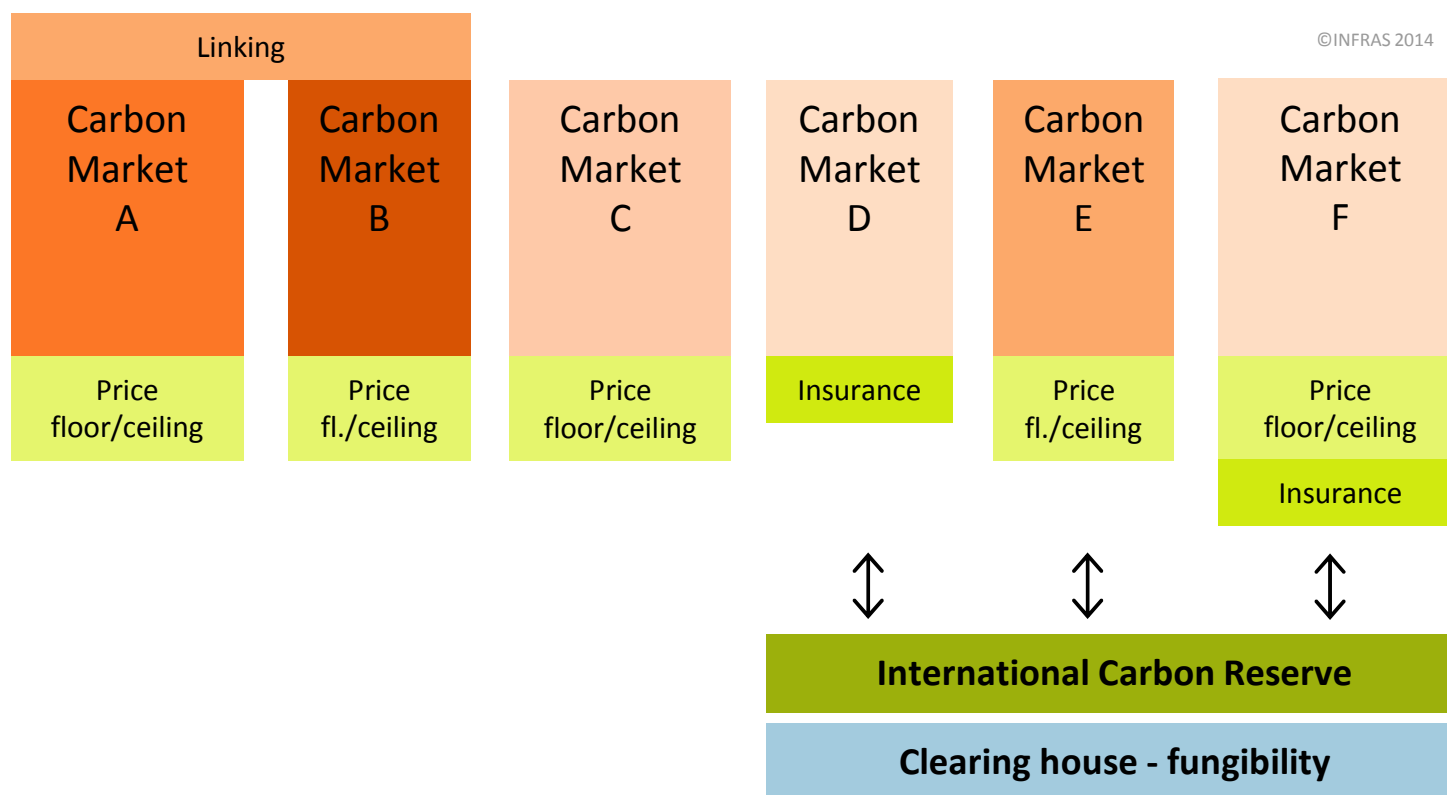 Linking
©INFRAS 2014
Carbon
Market
A
Carbon
Market
B
Carbon
Market
C
Carbon
Market
D
Carbon
Market
E
Carbon
Market
F
Price
floor/ceiling
Price
fl./ceiling
Price
floor/ceiling
Insurance
Price
fl./ceiling
Price
floor/ceiling
Insurance
International Carbon Reserve
Clearing house - fungibility